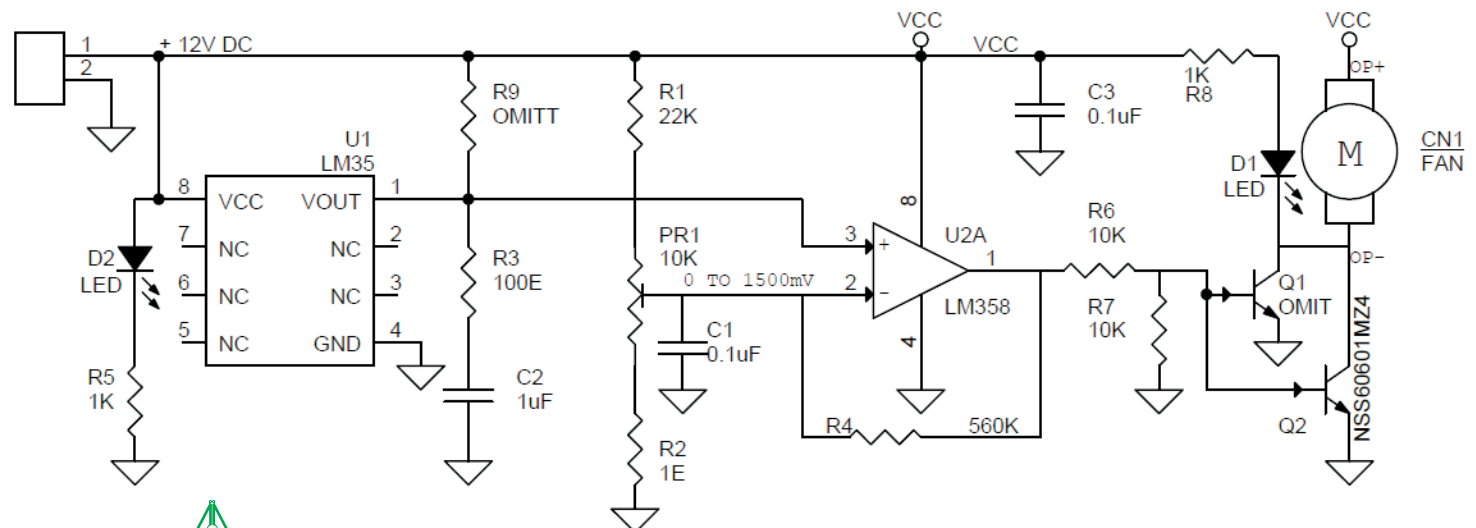 VCC
VCC
1
+ 12V DC
VCC
2
OP+
1K
R8
R9
OMITT
R1
22K
C3
0.1uF
U1
LM35
M
CN1
FAN
D1
LED
8
VCC
VOUT
1
8
7
NC
NC
2
D2
LED
R3
100E
PR1
10K
3
+
U2A
1
R6
10K
OP-
0 TO 1500mV
6
NC
NC
3
2
-
LM358
Q1
OMIT
R7
10K
5
NC
GND
4
C1
0.1uF
4
NSS60601MZ4
R5
1K
C2
1uF
R4
560K
Q2
R2
1E